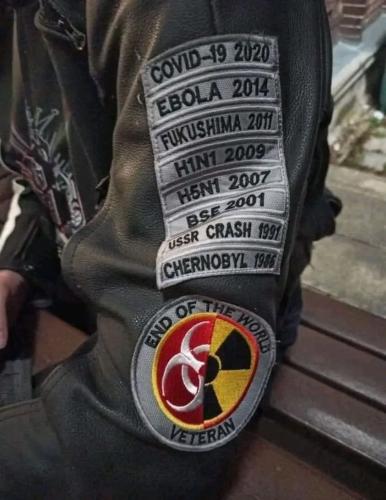 COVID-19 2020
EBOLA 2014
FUKUSHIMA 2011
H1N1 2009
H5N1 2007
BSE 2001
USSR CRASH 1991
CHERNOBYL 1986
END OF THE WORLD
VETERAN